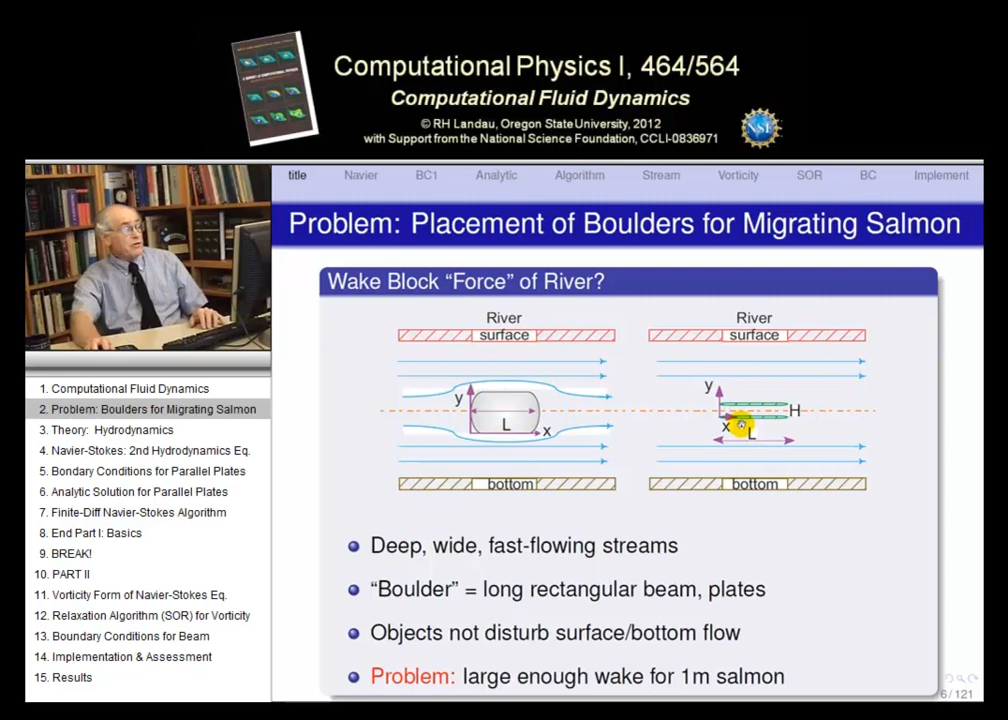 Computational Physics I, 464/564
Computational Fluid Dynamics
© RH Landau, Oregon State University, 2012
with Support from the National Science Foundation, CCLI-0836971
NSF
title Navier BC1 Analytic Algorithm Stream Vorticity SOR BC Implement
Problem: Placement of Boulders for Migrating Salmon
Wake Block “Force” of River?
River
surface
y
L
x
bottom
River
surface
y
H
x
L
bottom
Deep, wide, fast-flowing streams
“Boulder” = long rectangular beam, plates
Objects not disturb surface/bottom flow
Problem: large enough wake for 1m salmon
6/121
1. Computational Fluid Dynamics
2. Problem: Boulders for Migrating Salmon
3. Theory: Hydrodynamics
4. Navier-Stokes: 2nd Hydrodynamics Eq.
5. Bondary Conditions for Parallel Plates
6. Analytic Solution for Parallel Plates
7. Finite-Diff Navier-Stokes Algorithm
8. End Part I: Basics
9. BREAK!
10. PART II
11. Vorticity Form of Navier-Stokes Eq.
12. Relaxation Algorithm (SOR) for Vorticity
13. Boundary Conditions for Beam
14. Implementation & Assessment
15. Results